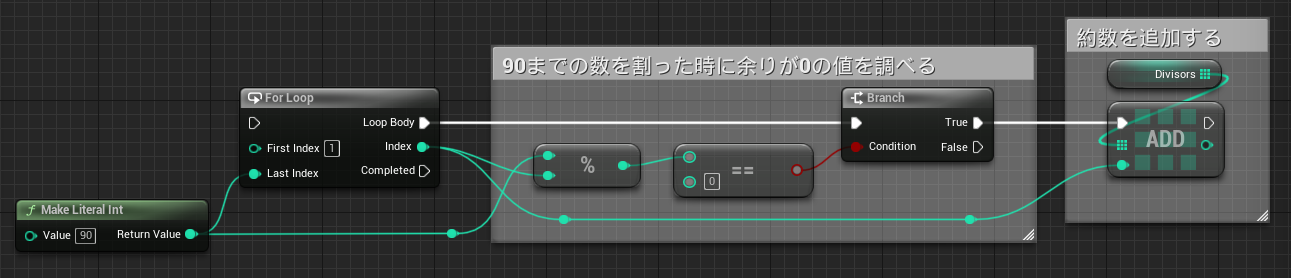 約数を追加する
90までの数を割った時に余りが0の値を調べる
Divisors
For Loop
Branch
Loop Body
True
ADD
First Index 1
Index
%
==
Condition
False
Last Index
Completed
0
Make Literal Int
Value 90
Return Value